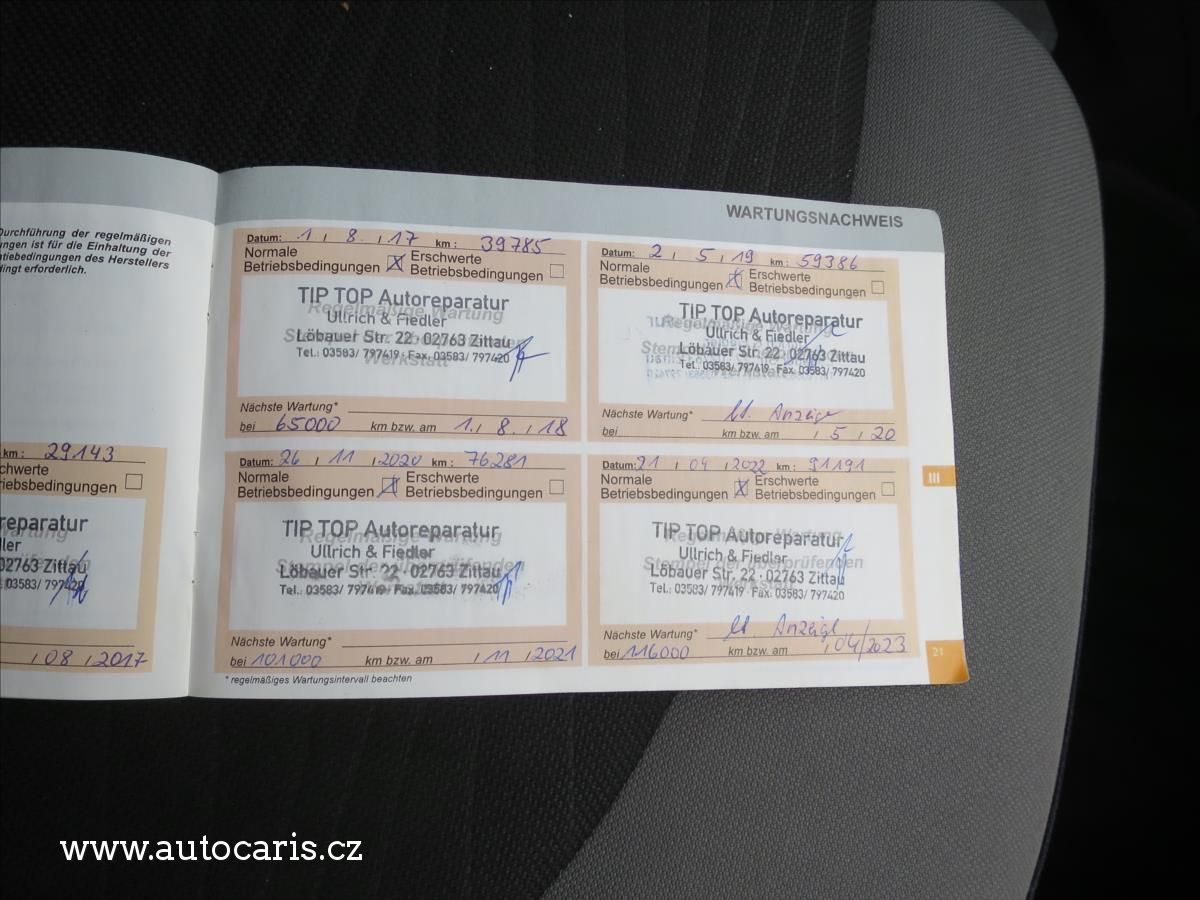 WARTUNGSNACHWEIS
Durchführung der regelmäßigen
ungen ist für die Einhaltung der
tiebedingungen des Herstellers
dingt erforderlich.
km: 29143
chwerte
riebsbedingungen
reparatur
ller
02763 Zittau
03583/ 797420
08 2017
Datum: 1 8 17 km: 39785
Normale
Betriebsbedingungen X Erschwerte
Betriebsbedingungen
TIP TOP Autoreparatur
Ullrich & Fiedler
Löbauer Str. 22 · 02763 Zittau
Tel.: 03583/ 797419 · Fax: 03583/ 797420
Nächste Wartung*
bei 65000 km bzw. am 1. 8. 18
Datum: 2 5 19 km: 59386
Normale
Betriebsbedingungen X Erschwerte
Betriebsbedingungen
TIP TOP Autoreparatur
Ullrich & Fiedler
Löbauer Str. 22 · 02763 Zittau
Tel.: 03583/ 797419 · Fax: 03583/ 797420
Nächste Wartung* lt. Anzeige
bei km bzw. am 5 20
Datum: 26 11 2020 km: 76281
Normale
Betriebsbedingungen X Erschwerte
Betriebsbedingungen
TIP TOP Autoreparatur
Ullrich & Fiedler
Löbauer Str. 22 · 02763 Zittau
Tel.: 03583/ 797419 · Fax: 03583/ 797420
Nächste Wartung*
bei 101000 km bzw. am 11 2021
Datum: 21 04 2022 km: 91191
Normale
Betriebsbedingungen X Erschwerte
Betriebsbedingungen
TIP TOP Autoreparatur
Ullrich & Fiedler
Löbauer Str. 22 · 02763 Zittau
Tel.: 03583/ 797419 · Fax: 03583/ 797420
Nächste Wartung* lt. Anzeige
bei 116000 km bzw. am 04/2023
* regelmäßiges Wartungsintervall beachten
III
21
www.autocaris.cz